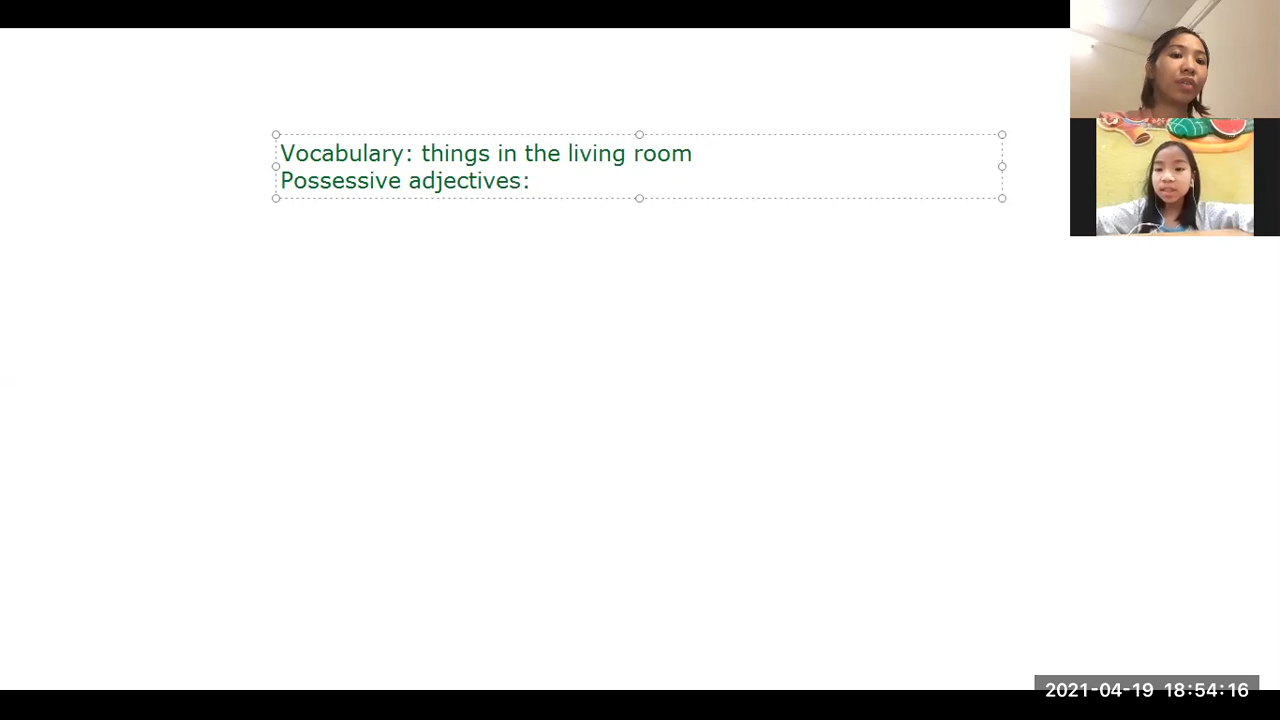 Vocabulary: things in the living room
Possessive adjectives:
2021-04-19 18:54:16